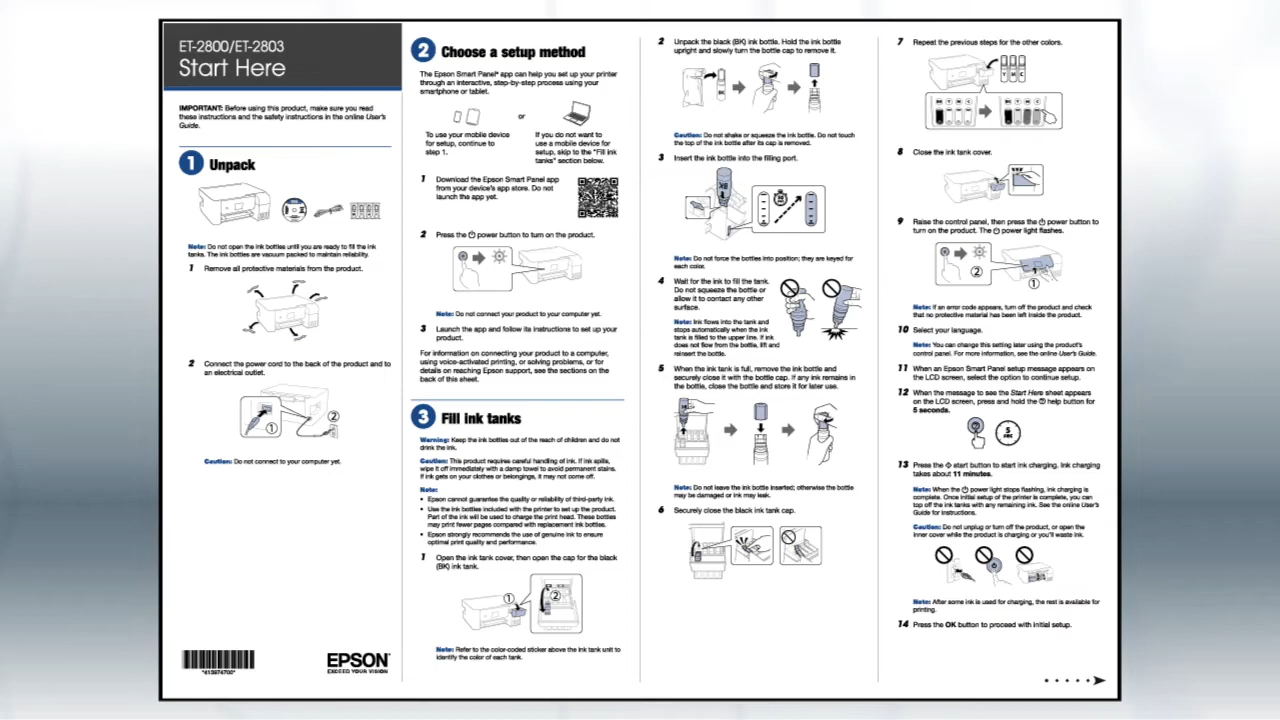 ET-2800/ET-2803
Start Here
IMPORTANT: Before using this product, make sure you read
these instructions and the safety instructions in the online User's
Guide.
1 Unpack
Note: Do not open the ink bottles until you are ready to fill the ink
tanks. The ink bottles are vacuum packed to maintain reliability.
1 Remove all protective materials from the product.
2 Connect the power cord to the back of the product and to
an electrical outlet.
①
②
Caution: Do not connect to your computer yet.
*413974700*
EPSON
EXCEED YOUR VISION
2 Choose a setup method
The Epson Smart Panel® app can help you set up your printer
through an interactive, step-by-step process using your
smartphone or tablet.
or
To use your mobile device
for setup, continue to
step 1.
If you do not want to
use a mobile device for
setup, skip to the "Fill ink
tanks" section below.
1 Download the Epson Smart Panel app
from your device's app store. Do not
launch the app yet.
2 Press the power button to turn on the product.
Note: Do not connect your product to your computer yet.
3 Launch the app and follow its instructions to set up your
product.
For information on connecting your product to a computer,
using voice-activated printing, or solving problems, or for
details on reaching Epson support, see the sections on the
back of this sheet.
3 Fill ink tanks
Warning: Keep the ink bottles out of the reach of children and do not
drink the ink.
Caution: This product requires careful handling of ink. If ink spills,
wipe it off immediately with a damp towel to avoid permanent stains.
If ink gets on your clothes or belongings, it may not come off.
Note:
• Epson cannot guarantee the quality or reliability of third-party ink.
• Use the ink bottles included with the printer to set up the product.
Part of the ink will be used to charge the print head. These bottles
may print fewer pages compared with replacement ink bottles.
• Epson strongly recommends the use of genuine ink to ensure
optimal print quality and performance.
1 Open the ink tank cover, then open the cap for the black
(BK) ink tank.
①
②
Note: Refer to the color-coded sticker above the ink tank unit to
identify the color of each tank.
2 Unpack the black (BK) ink bottle. Hold the ink bottle
upright and slowly turn the bottle cap to remove it.
BK
Caution: Do not shake or squeeze the ink bottle. Do not touch
the top of the ink bottle after its cap is removed.
3 Insert the ink bottle into the filling port.
BK
Note: Do not force the bottles into position; they are keyed for
each color.
4 Wait for the ink to fill the tank.
Do not squeeze the bottle or
allow it to contact any other
surface.
Note: Ink flows into the tank and
stops automatically when the ink
tank is filled to the upper line. If ink
does not flow from the bottle, lift and
reinsert the bottle.
5 When the ink tank is full, remove the ink bottle and
securely close it with the bottle cap. If any ink remains in
the bottle, close the bottle and store it for later use.
Note: Do not leave the ink bottle inserted; otherwise the bottle
may be damaged or ink may leak.
6 Securely close the black ink tank cap.
7 Repeat the previous steps for the other colors.
Y M C
BK Y M C
BK Y M C
8 Close the ink tank cover.
9 Raise the control panel, then press the power button to
turn on the product. The power light flashes.
②
①
Note: If an error code appears, turn off the product and check
that no protective material has been left inside the product.
10 Select your language.
Note: You can change this setting later using the product's
control panel. For more information, see the online User's Guide.
11 When an Epson Smart Panel setup message appears on
the LCD screen, select the option to continue setup.
12 When the message to see the Start Here sheet appears
on the LCD screen, press and hold the help button for
5 seconds.
5
SEC
13 Press the start button to start ink charging. Ink charging
takes about 11 minutes.
Note: When the power light stops flashing, ink charging is
complete. Once initial setup of the printer is complete, you can
top off the ink tanks with any remaining ink. See the online User's
Guide for instructions.
Caution: Do not unplug or turn off the product, or open the
inner cover while the product is charging or you'll waste ink.
Note: After some ink is used for charging, the rest is available for
printing.
14 Press the OK button to proceed with initial setup.